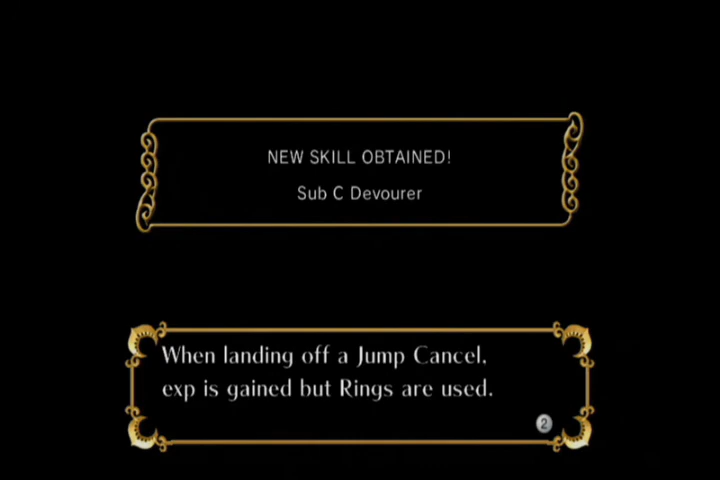 NEW SKILL OBTAINED!
Sub C Devourer
When landing off a Jump Cancel,
exp is gained but Rings are used.
2